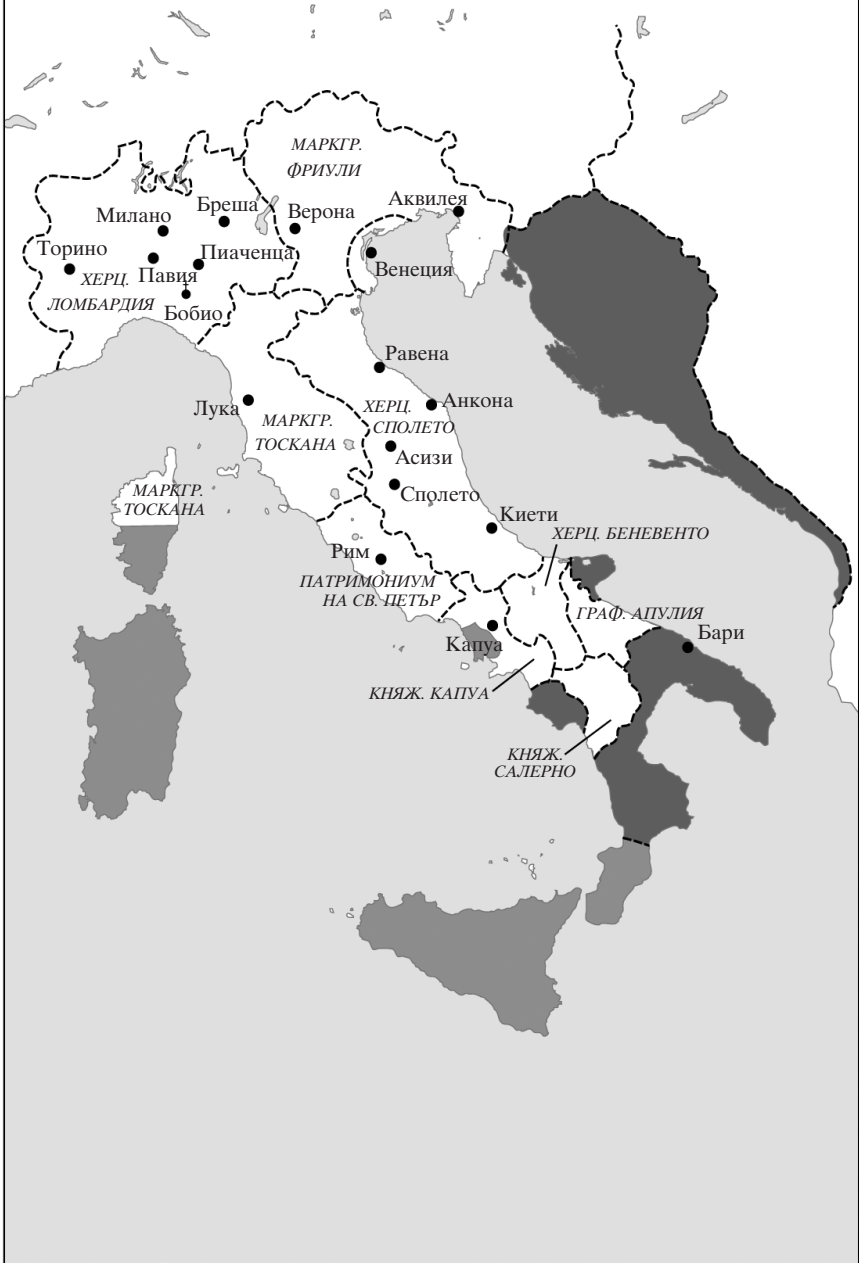 МАРКГР.
ФРИУЛИ
Аквилея
Бреша
Верона
Милано
Торино
Пиаченца
Венеция
Павия
ХЕРЦ.
ЛОМБАРДИЯ
Бобио
Равена
Лука
Анкона
ХЕРЦ.
СПОЛЕТО
МАРКГР.
ТОСКАНА
Асизи
Сполето
МАРКГР.
ТОСКАНА
Киети
ХЕРЦ. БЕНЕВЕНТО
Рим
ПАТРИМОНИУМ
НА СВ. ПЕТЪР
ГРАФ. АПУЛИЯ
Бари
Капуа
КНЯЖ. КАПУА
КНЯЖ.
САЛЕРНО